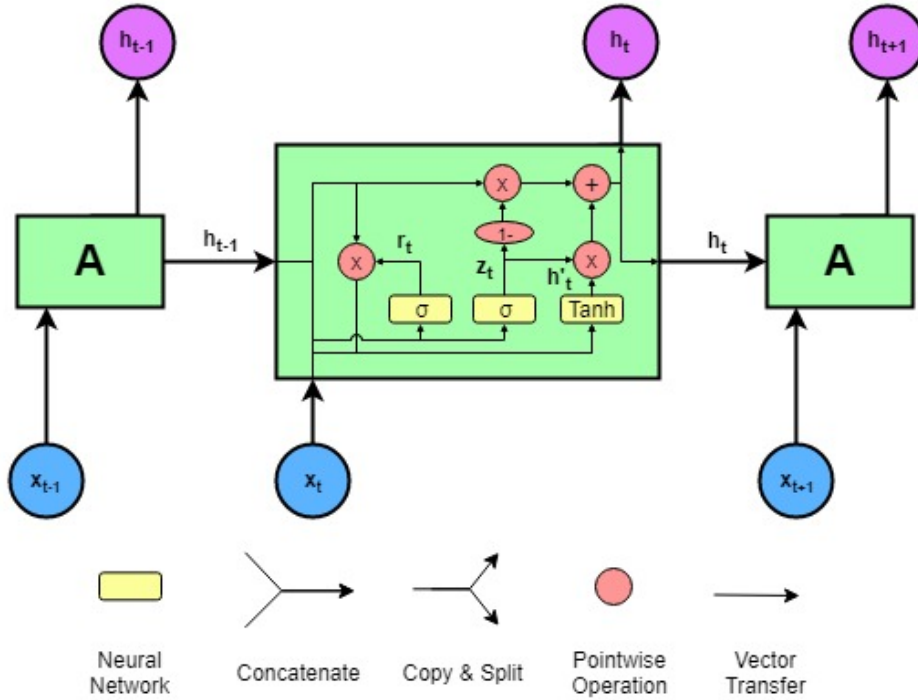 h_{t-1}
h_t
h_{t+1}
X
+
1-
A
h_{t-1}
r_t
X
z_t
h'_t
X
h_t
A
σ
σ
Tanh
x_{t-1}
x_t
x_{t+1}
Neural
Network
Concatenate
Copy & Split
Pointwise
Operation
Vector
Transfer